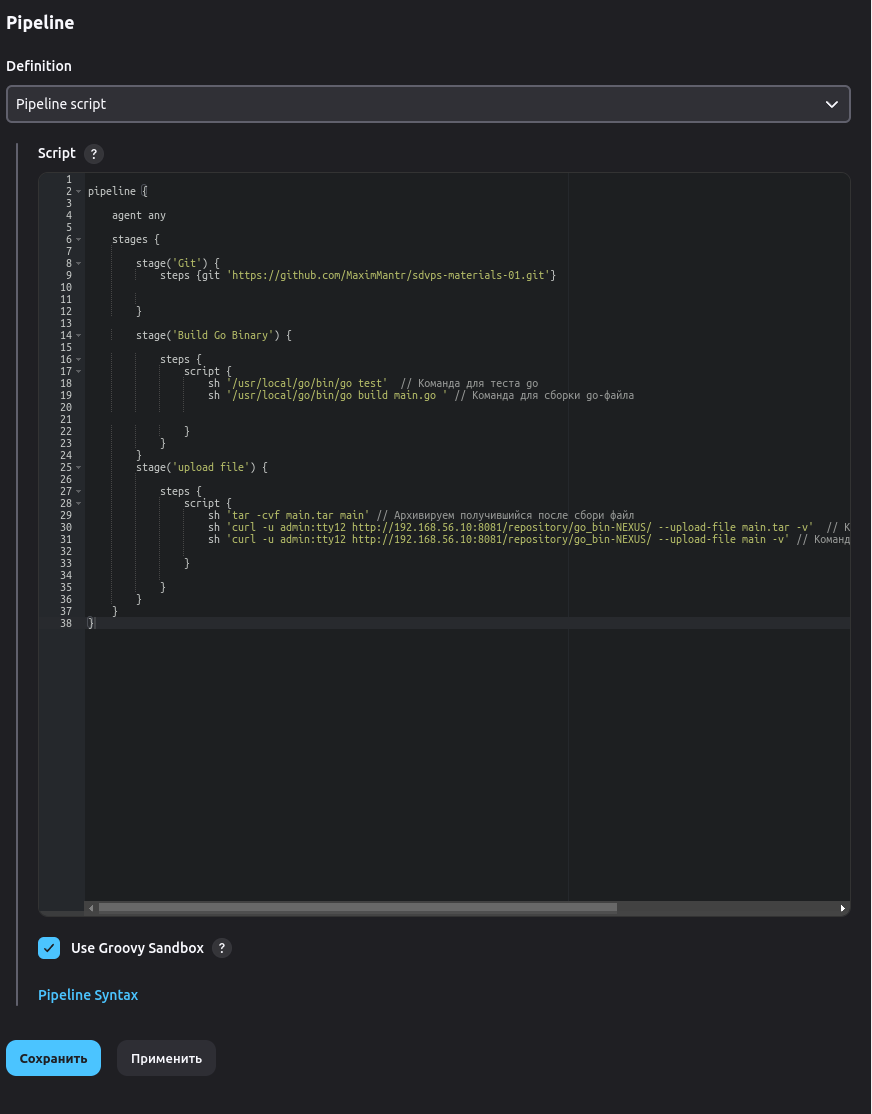 Pipeline
Definition
Pipeline script
Script ?
1
2 pipeline {
3
4 agent any
5
6 stages {
7
8 stage('Git') {
9 steps {git 'https://github.com/MaximMantr/sdvps-materials-01.git'}
10
11
12 }
13
14 stage('Build Go Binary') {
15
16 steps {
17 script {
18 sh '/usr/local/go/bin/go test'  // Команда для теста go
19 sh '/usr/local/go/bin/go build main.go ' // Команда для сборки go-файла
20
21
22 }
23 }
24 }
25 stage('upload file') {
26
27 steps {
28 script {
29 sh 'tar -cvf main.tar main' // Архивируем получившийся после сбори файл
30 sh 'curl -u admin:tty12 http://192.168.56.10:8081/repository/go_bin-NEXUS/ --upload-file main.tar -v'  // К
31 sh 'curl -u admin:tty12 http://192.168.56.10:8081/repository/go_bin-NEXUS/ --upload-file main -v' // Команд
32
33 }
34
35 }
36 }
37 }
38 }
Use Groovy Sandbox ?
Pipeline Syntax
Сохранить Применить